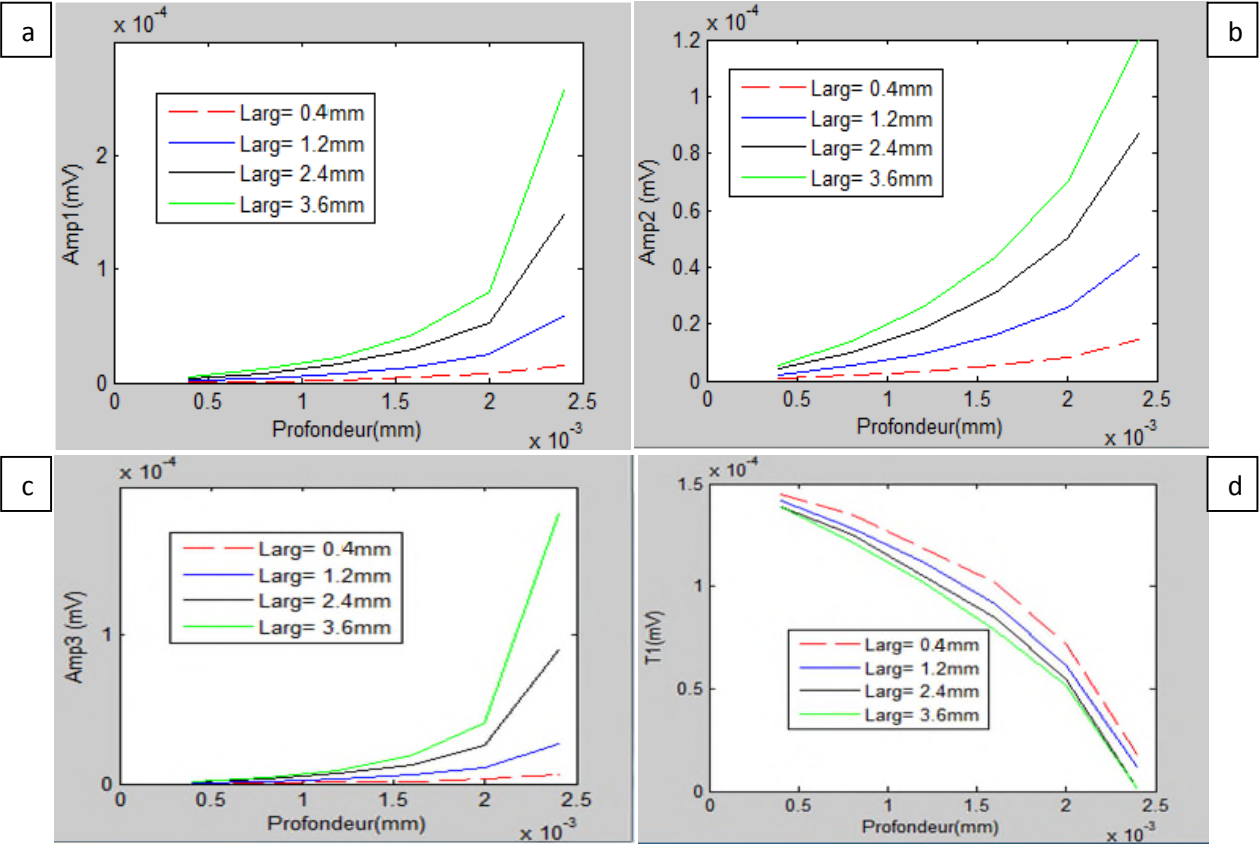 a
x 10-4
Larg= 0.4mm
Larg= 1.2mm
Larg= 2.4mm
Larg= 3.6mm
2
1
0
Amp1(mV)
0 0.5 1 1.5 2 2.5
Profondeur(mm)
x 10-3
b
x 10-4
1.2
1
0.8
0.6
0.4
0.2
0
Larg= 0.4mm
Larg= 1.2mm
Larg= 2.4mm
Larg= 3.6mm
Amp2 (mV)
0 0.5 1 1.5 2 2.5
Profondeur(mm)
x 10-3
c
x 10-4
Larg= 0.4mm
Larg= 1.2mm
Larg= 2.4mm
Larg= 3.6mm
1
0
Amp3 (mV)
0 0.5 1 1.5 2 2.5
Profondeur(mm)
x 10-3
d
x 10-4
1.5
1
0.5
0
T1(mV)
Larg= 0.4mm
Larg= 1.2mm
Larg= 2.4mm
Larg= 3.6mm
0 0.5 1 1.5 2 2.5
Profondeur(mm)
x 10-3